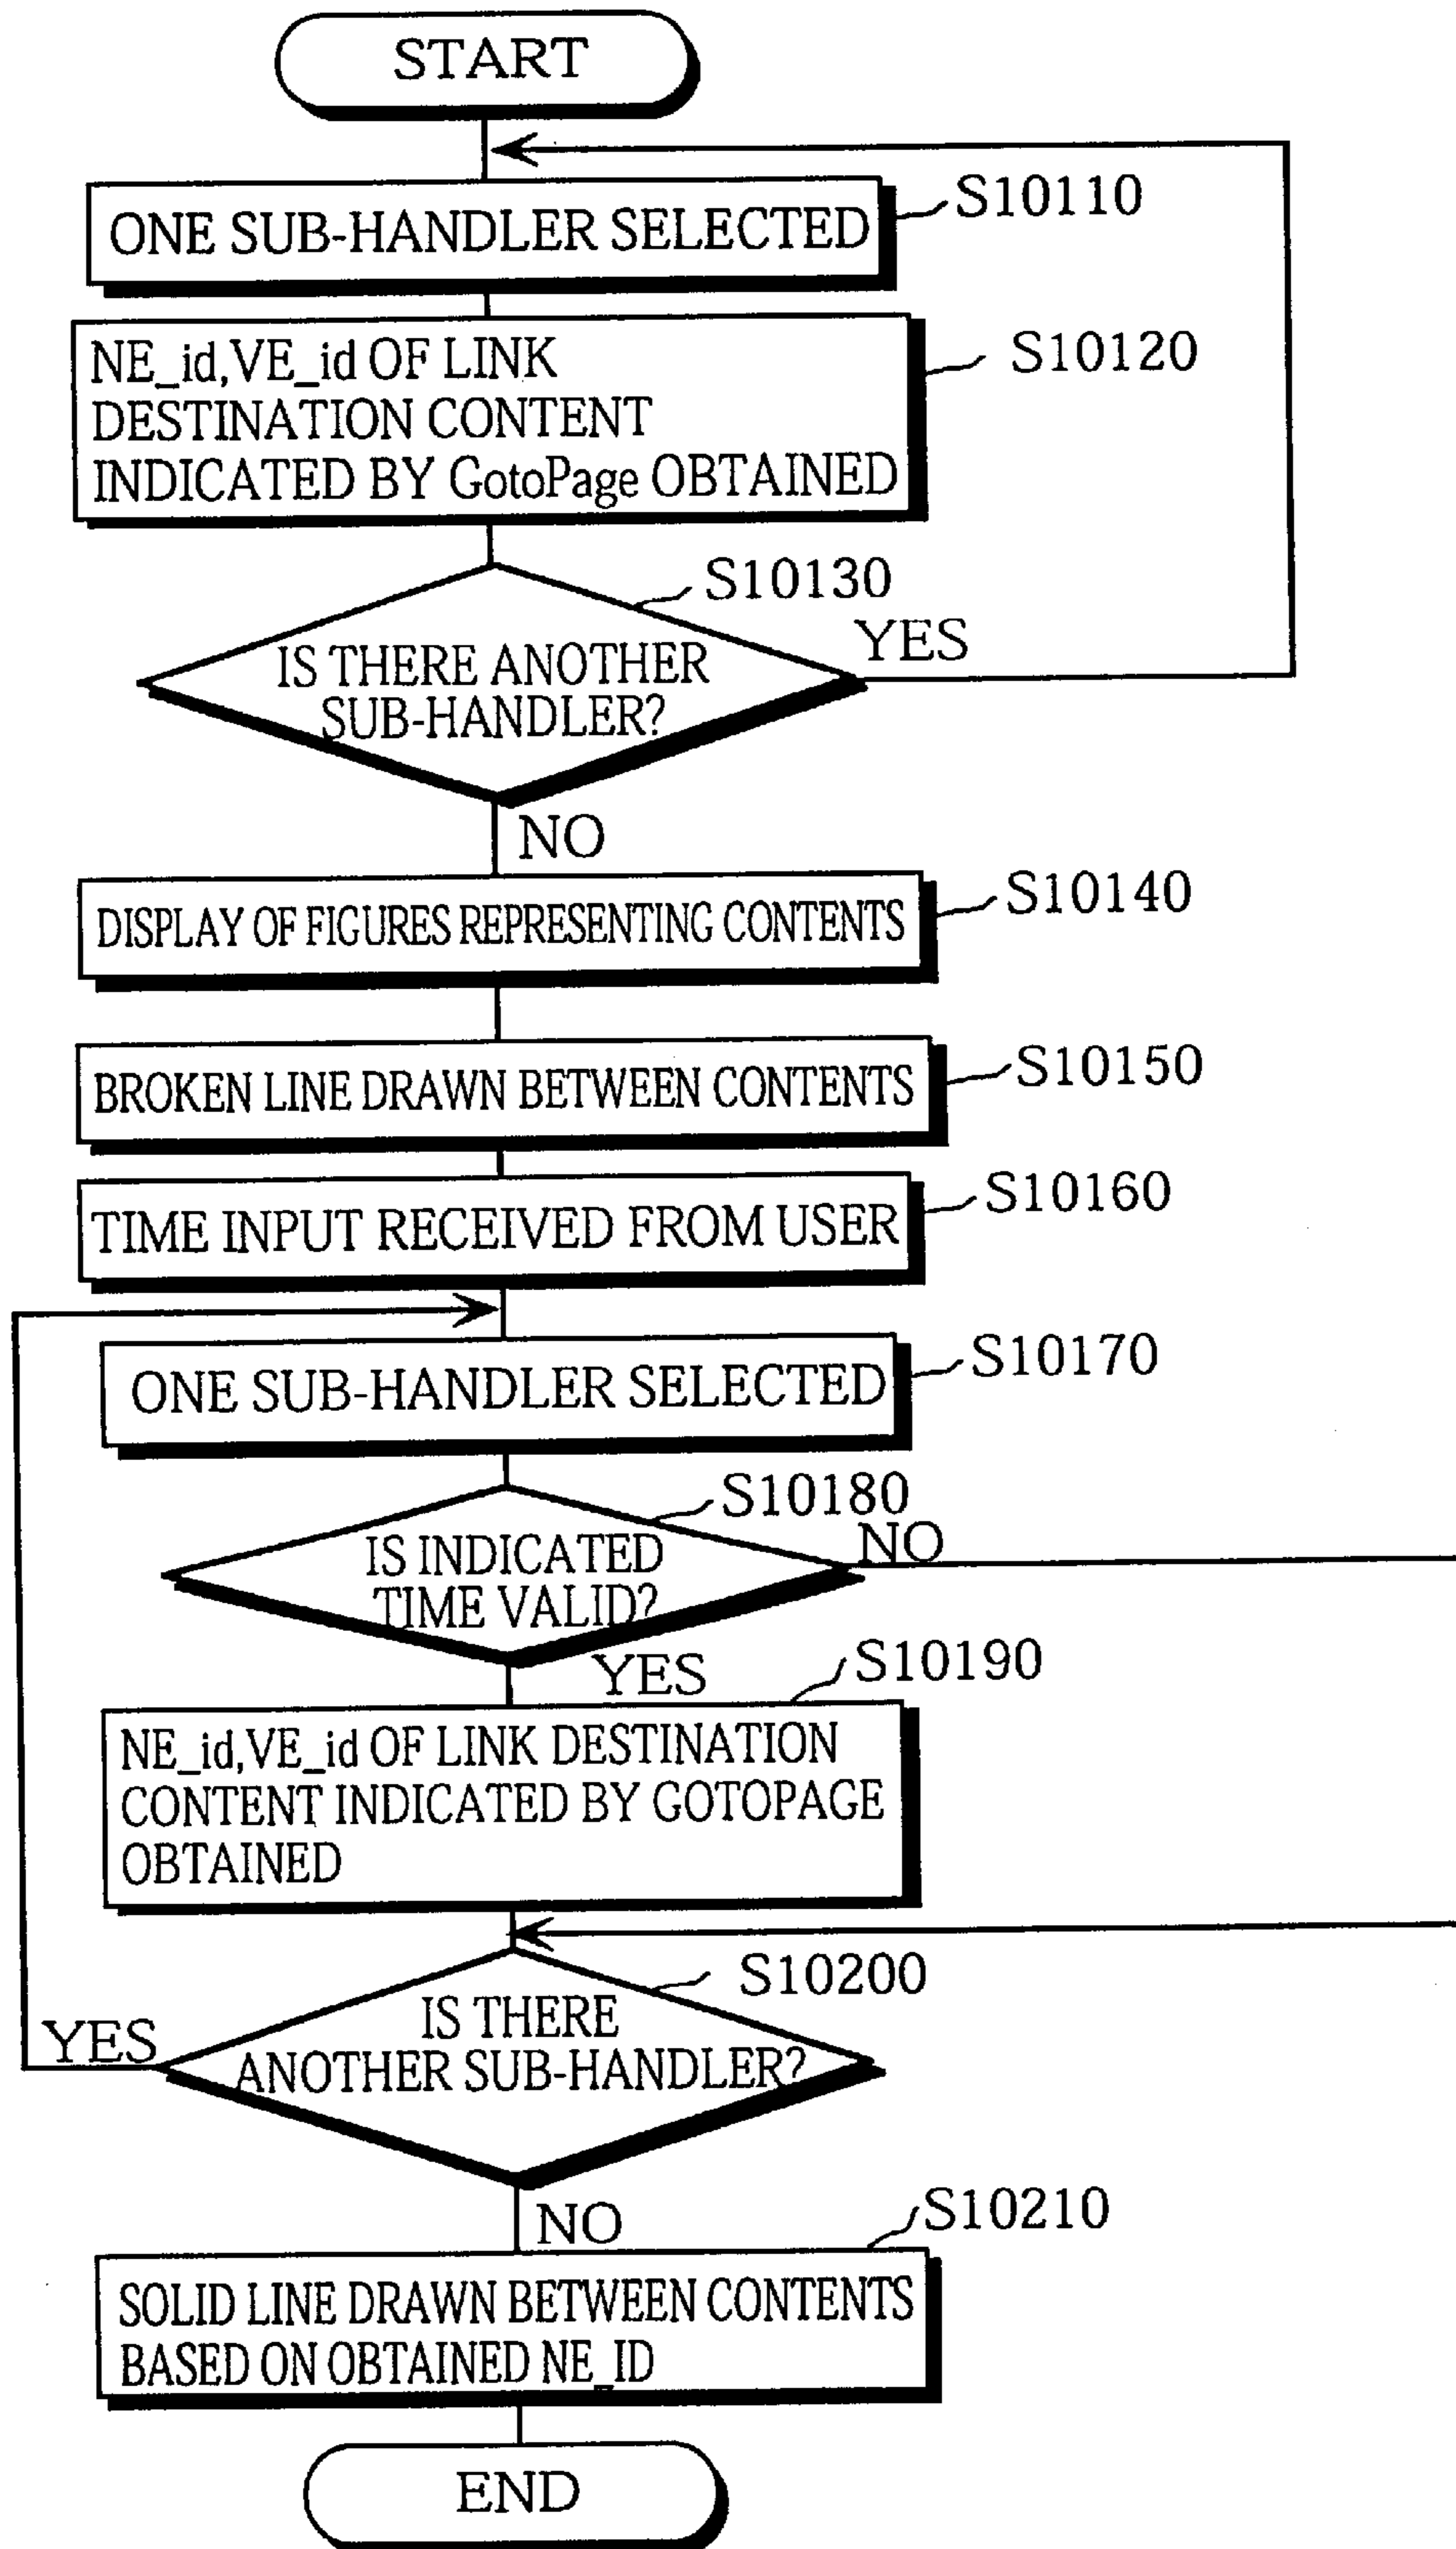 START
ONE SUB-HANDLER SELECTED
S10110
NE_id,VE_id OF LINK
DESTINATION CONTENT
INDICATED BY GotoPage OBTAINED
S10120
S10130
IS THERE ANOTHER
SUB-HANDLER?
YES
NO
DISPLAY OF FIGURES REPRESENTING CONTENTS
S10140
BROKEN LINE DRAWN BETWEEN CONTENTS
S10150
TIME INPUT RECEIVED FROM USER
S10160
ONE SUB-HANDLER SELECTED
S10170
S10180
IS INDICATED
TIME VALID?
NO
YES
S10190
NE_id,VE_id OF LINK DESTINATION
CONTENT INDICATED BY GOTOPAGE
OBTAINED
S10200
IS THERE
ANOTHER SUB-HANDLER?
YES
NO
S10210
SOLID LINE DRAWN BETWEEN CONTENTS
BASED ON OBTAINED NE_ID
END